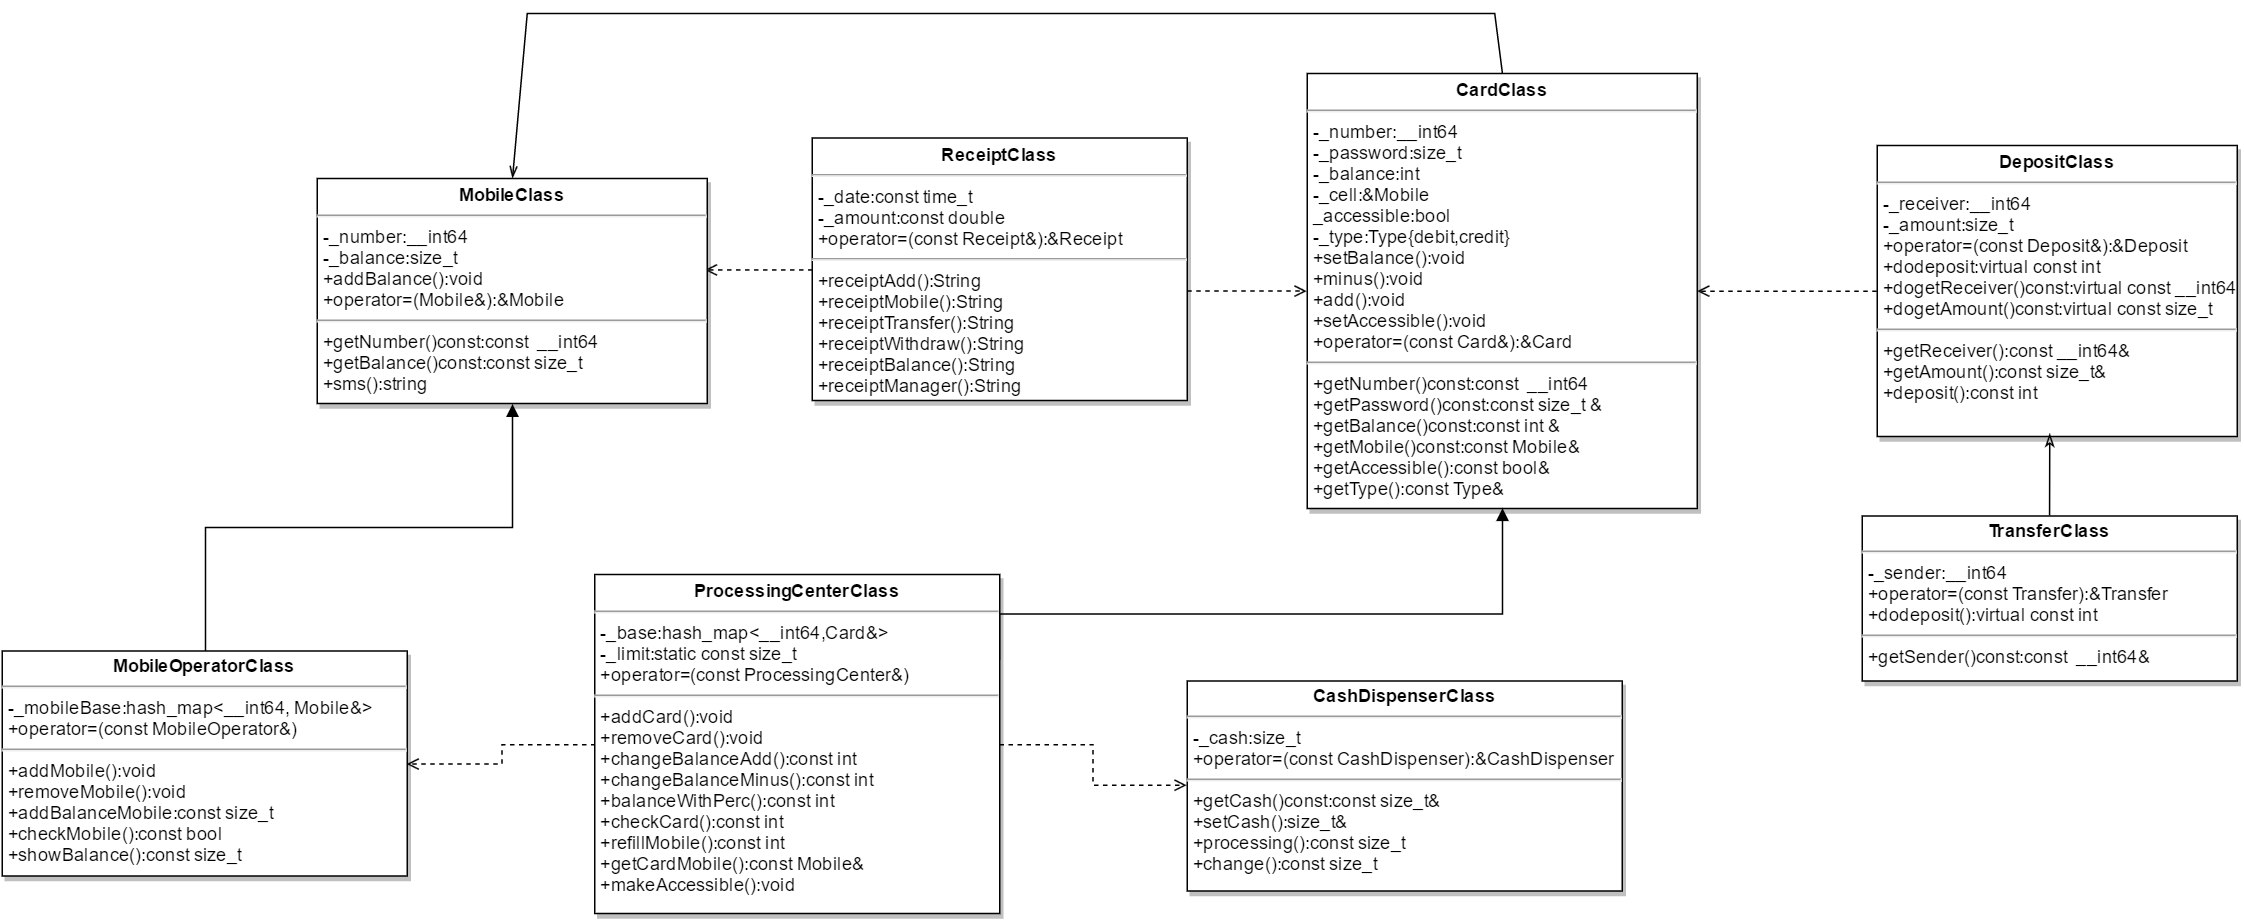 CardClass
-_number:__int64
-_password:size_t
-_balance:int
-_cell:&Mobile
_accessible:bool
-_type:Type{debit,credit}
+setBalance():void
+minus():void
+add():void
+setAccessible():void
+operator=(const Card&):&Card
+getNumber()const:const __int64
+getPassword()const:const size_t &
+getBalance()const:const int &
+getMobile()const:const Mobile&
+getAccessible():const bool&
+getType():const Type&
ReceiptClass
-_date:const time_t
-_amount:const double
+operator=(const Receipt&):&Receipt
+receiptAdd():String
+receiptMobile():String
+receiptTransfer():String
+receiptWithdraw():String
+receiptBalance():String
+receiptManager():String
DepositClass
-_receiver:__int64
-_amount:size_t
+operator=(const Deposit&):&Deposit
+dodeposit:virtual const int
+dogetReceiver()const:virtual const __int64
+dogetAmount()const:virtual const size_t
+getReceiver():const __int64&
+getAmount():const size_t&
+deposit():const int
MobileClass
-_number:__int64
-_balance:size_t
+addBalance():void
+operator=(Mobile&):&Mobile
+getNumber()const:const __int64
+getBalance()const:const size_t
+sms():string
TransferClass
-_sender:__int64
+operator=(const Transfer):&Transfer
+dodeposit():virtual const int
+getSender()const:const __int64&
ProcessingCenterClass
-_base:hash_map<__int64,Card&>
-_limit:static const size_t
+operator=(const ProcessingCenter&)
+addCard():void
+removeCard():void
+changeBalanceAdd():const int
+changeBalanceMinus():const int
+balanceWithPerc():const int
+checkCard():const int
+refillMobile():const int
+getCardMobile():const Mobile&
+makeAccessible():void
MobileOperatorClass
-_mobileBase:hash_map<__int64, Mobile&>
+operator=(const MobileOperator&)
+addMobile():void
+removeMobile():void
+addBalanceMobile:const size_t
+checkMobile():const bool
+showBalance():const size_t
CashDispenserClass
-_cash:size_t
+operator=(const CashDispenser):&CashDispenser
+getCash()const:const size_t&
+setCash():size_t&
+processing():const size_t
+change():const size_t